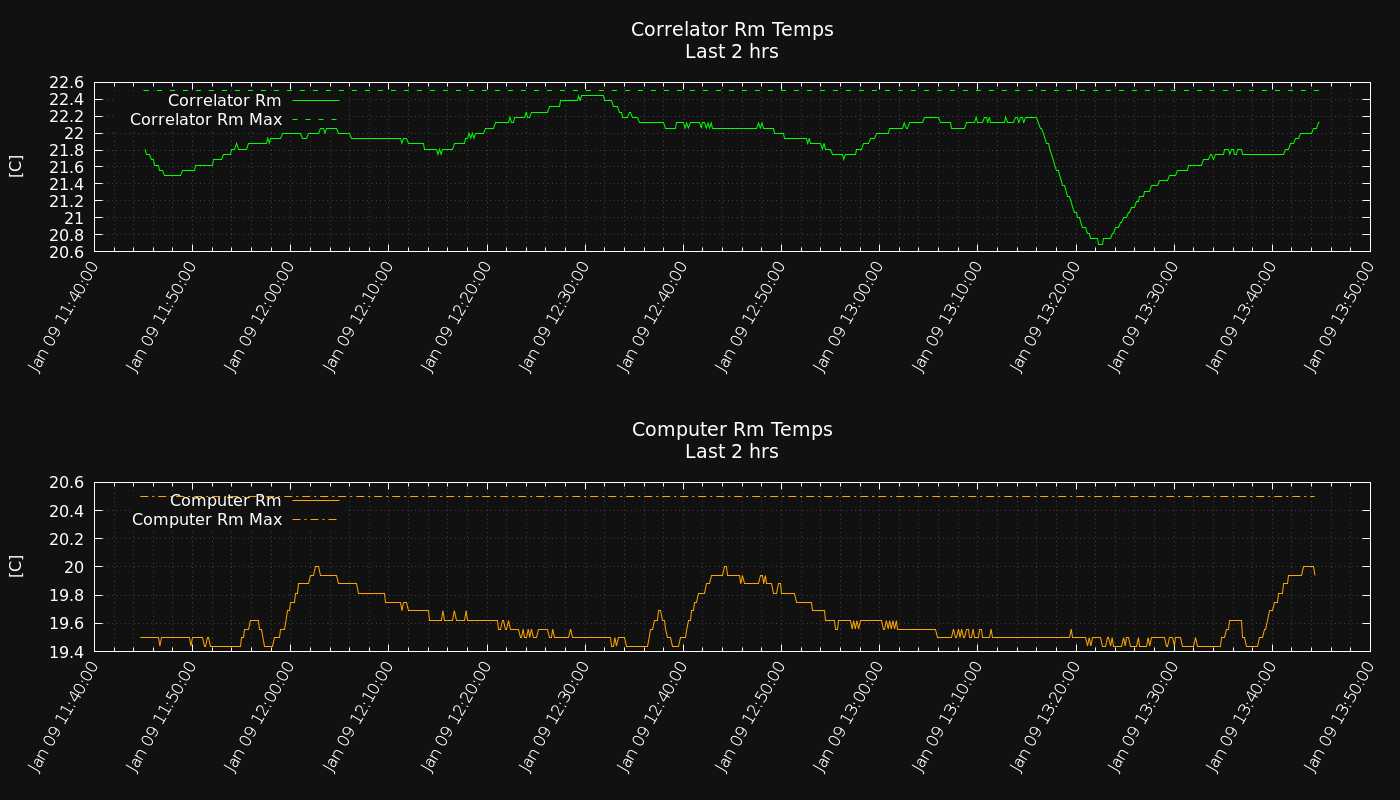 Correlator Rm Temps
Last 2 hrs
[C]
22.6
22.4
22.2
22
21.8
21.6
21.4
21.2
21
20.8
20.6
Correlator Rm
Correlator Rm Max
Jan 09 11:40:00
Jan 09 11:50:00
Jan 09 12:00:00
Jan 09 12:10:00
Jan 09 12:20:00
Jan 09 12:30:00
Jan 09 12:40:00
Jan 09 12:50:00
Jan 09 13:00:00
Jan 09 13:10:00
Jan 09 13:20:00
Jan 09 13:30:00
Jan 09 13:40:00
Jan 09 13:50:00
Computer Rm Temps
Last 2 hrs
[C]
20.6
20.4
20.2
20
19.8
19.6
19.4
Computer Rm
Computer Rm Max
Jan 09 11:40:00
Jan 09 11:50:00
Jan 09 12:00:00
Jan 09 12:10:00
Jan 09 12:20:00
Jan 09 12:30:00
Jan 09 12:40:00
Jan 09 12:50:00
Jan 09 13:00:00
Jan 09 13:10:00
Jan 09 13:20:00
Jan 09 13:30:00
Jan 09 13:40:00
Jan 09 13:50:00